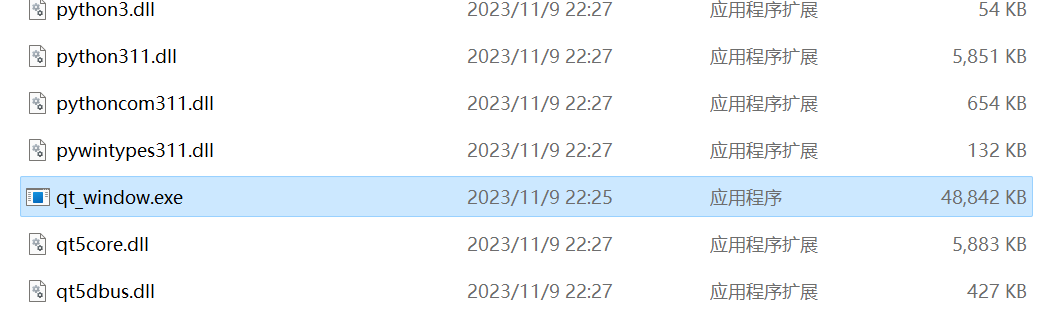 python3.dll 2023/11/9 22:27 应用程序扩展 54 KB
python311.dll 2023/11/9 22:27 应用程序扩展 5,851 KB
pythoncom311.dll 2023/11/9 22:27 应用程序扩展 654 KB
pywintypes311.dll 2023/11/9 22:27 应用程序扩展 132 KB
qt_window.exe 2023/11/9 22:25 应用程序 48,842 KB
qt5core.dll 2023/11/9 22:27 应用程序扩展 5,883 KB
qt5dbus.dll 2023/11/9 22:27 应用程序扩展 427 KB